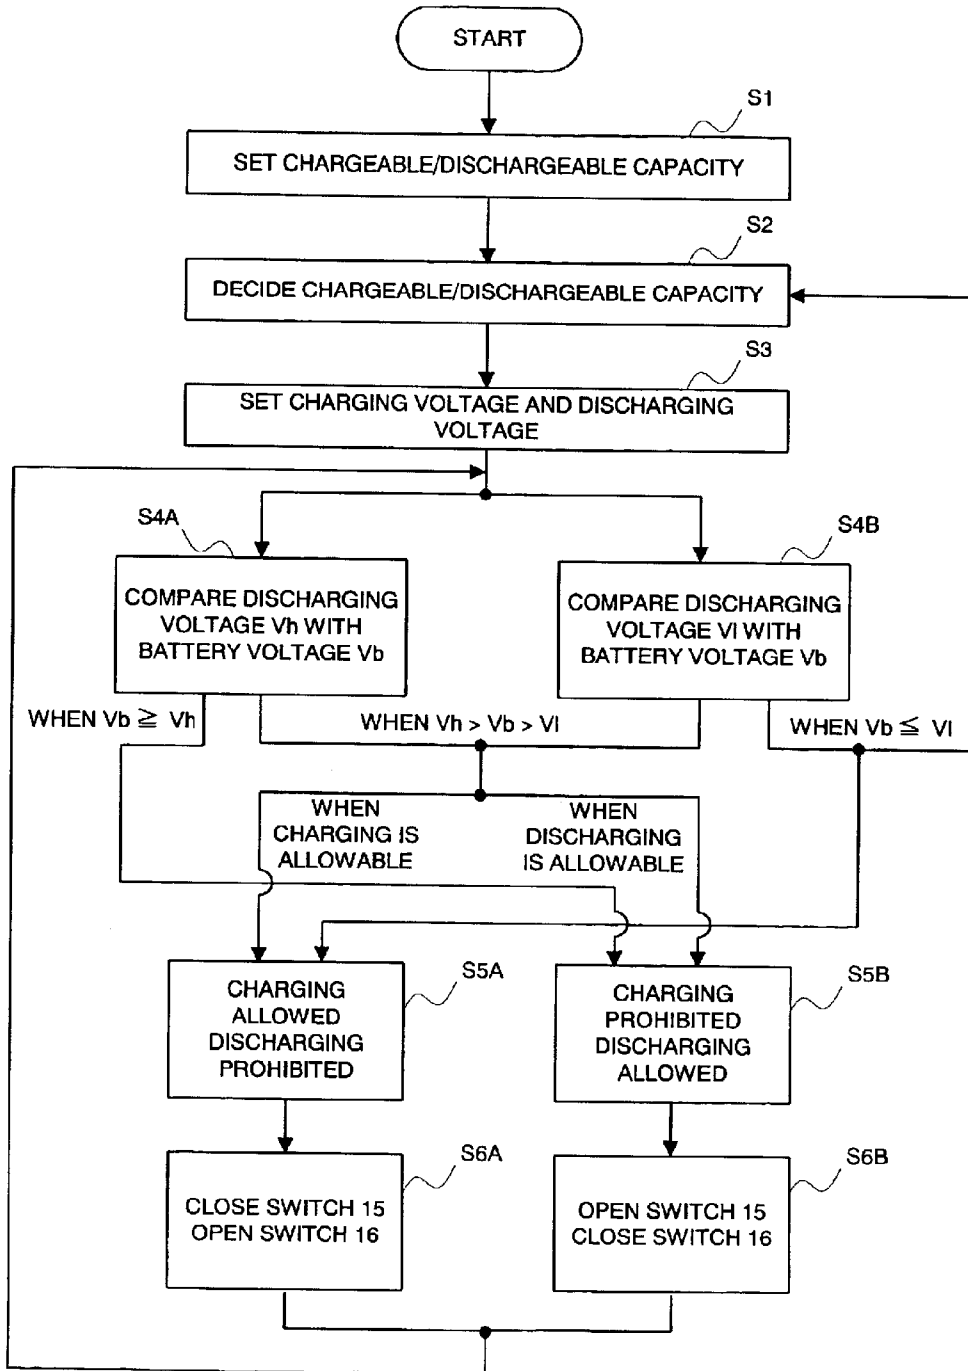 START
S1
SET CHARGEABLE/DISCHARGEABLE CAPACITY
S2
DECIDE CHARGEABLE/DISCHARGEABLE CAPACITY
S3
SET CHARGING VOLTAGE AND DISCHARGING
VOLTAGE
S4A
COMPARE DISCHARGING
VOLTAGE Vh WITH
BATTERY VOLTAGE Vb
S4B
COMPARE DISCHARGING
VOLTAGE Vl WITH
BATTERY VOLTAGE Vb
WHEN Vb ≧ Vh
WHEN Vh > Vb > Vl
WHEN Vb ≦ Vl
WHEN
CHARGING IS
ALLOWABLE
WHEN
DISCHARGING
IS ALLOWABLE
S5A
CHARGING
ALLOWED
DISCHARGING
PROHIBITED
S5B
CHARGING
PROHIBITED
DISCHARGING
ALLOWED
S6A
CLOSE SWITCH 15
OPEN SWITCH 16
S6B
OPEN SWITCH 15
CLOSE SWITCH 16